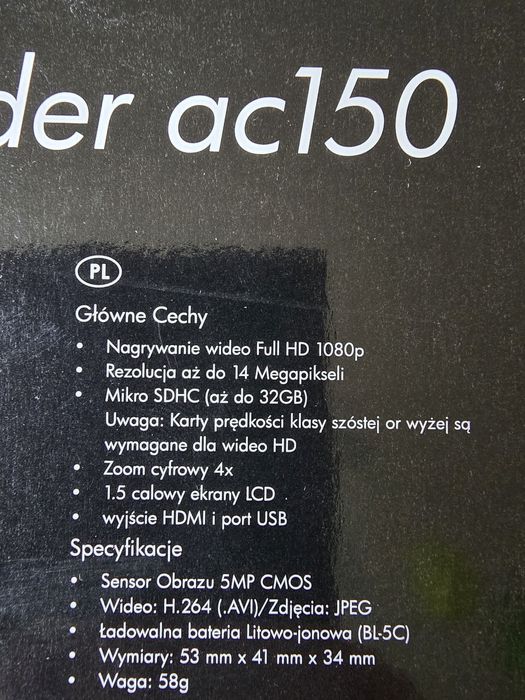 der ac150
PL
Główne Cechy
• Nagrywanie wideo Full HD 1080p
• Rezolucja aż do 14 Megapikseli
• Mikro SDHC (aż do 32GB)
Uwaga: Karty prędkości klasy szóstej or wyżej są
wymagane dla wideo HD
• Zoom cyfrowy 4x
• 1.5 calowy ekrany LCD
• wyjście HDMI i port USB
Specyfikacje
• Sensor Obrazu 5MP CMOS
• Wideo: H.264 (.AVI)/Zdjęcia: JPEG
• Ładowalna bateria Litowo-jonowa (BL-5C)
• Wymiary: 53 mm x 41 mm x 34 mm
• Waga: 58g